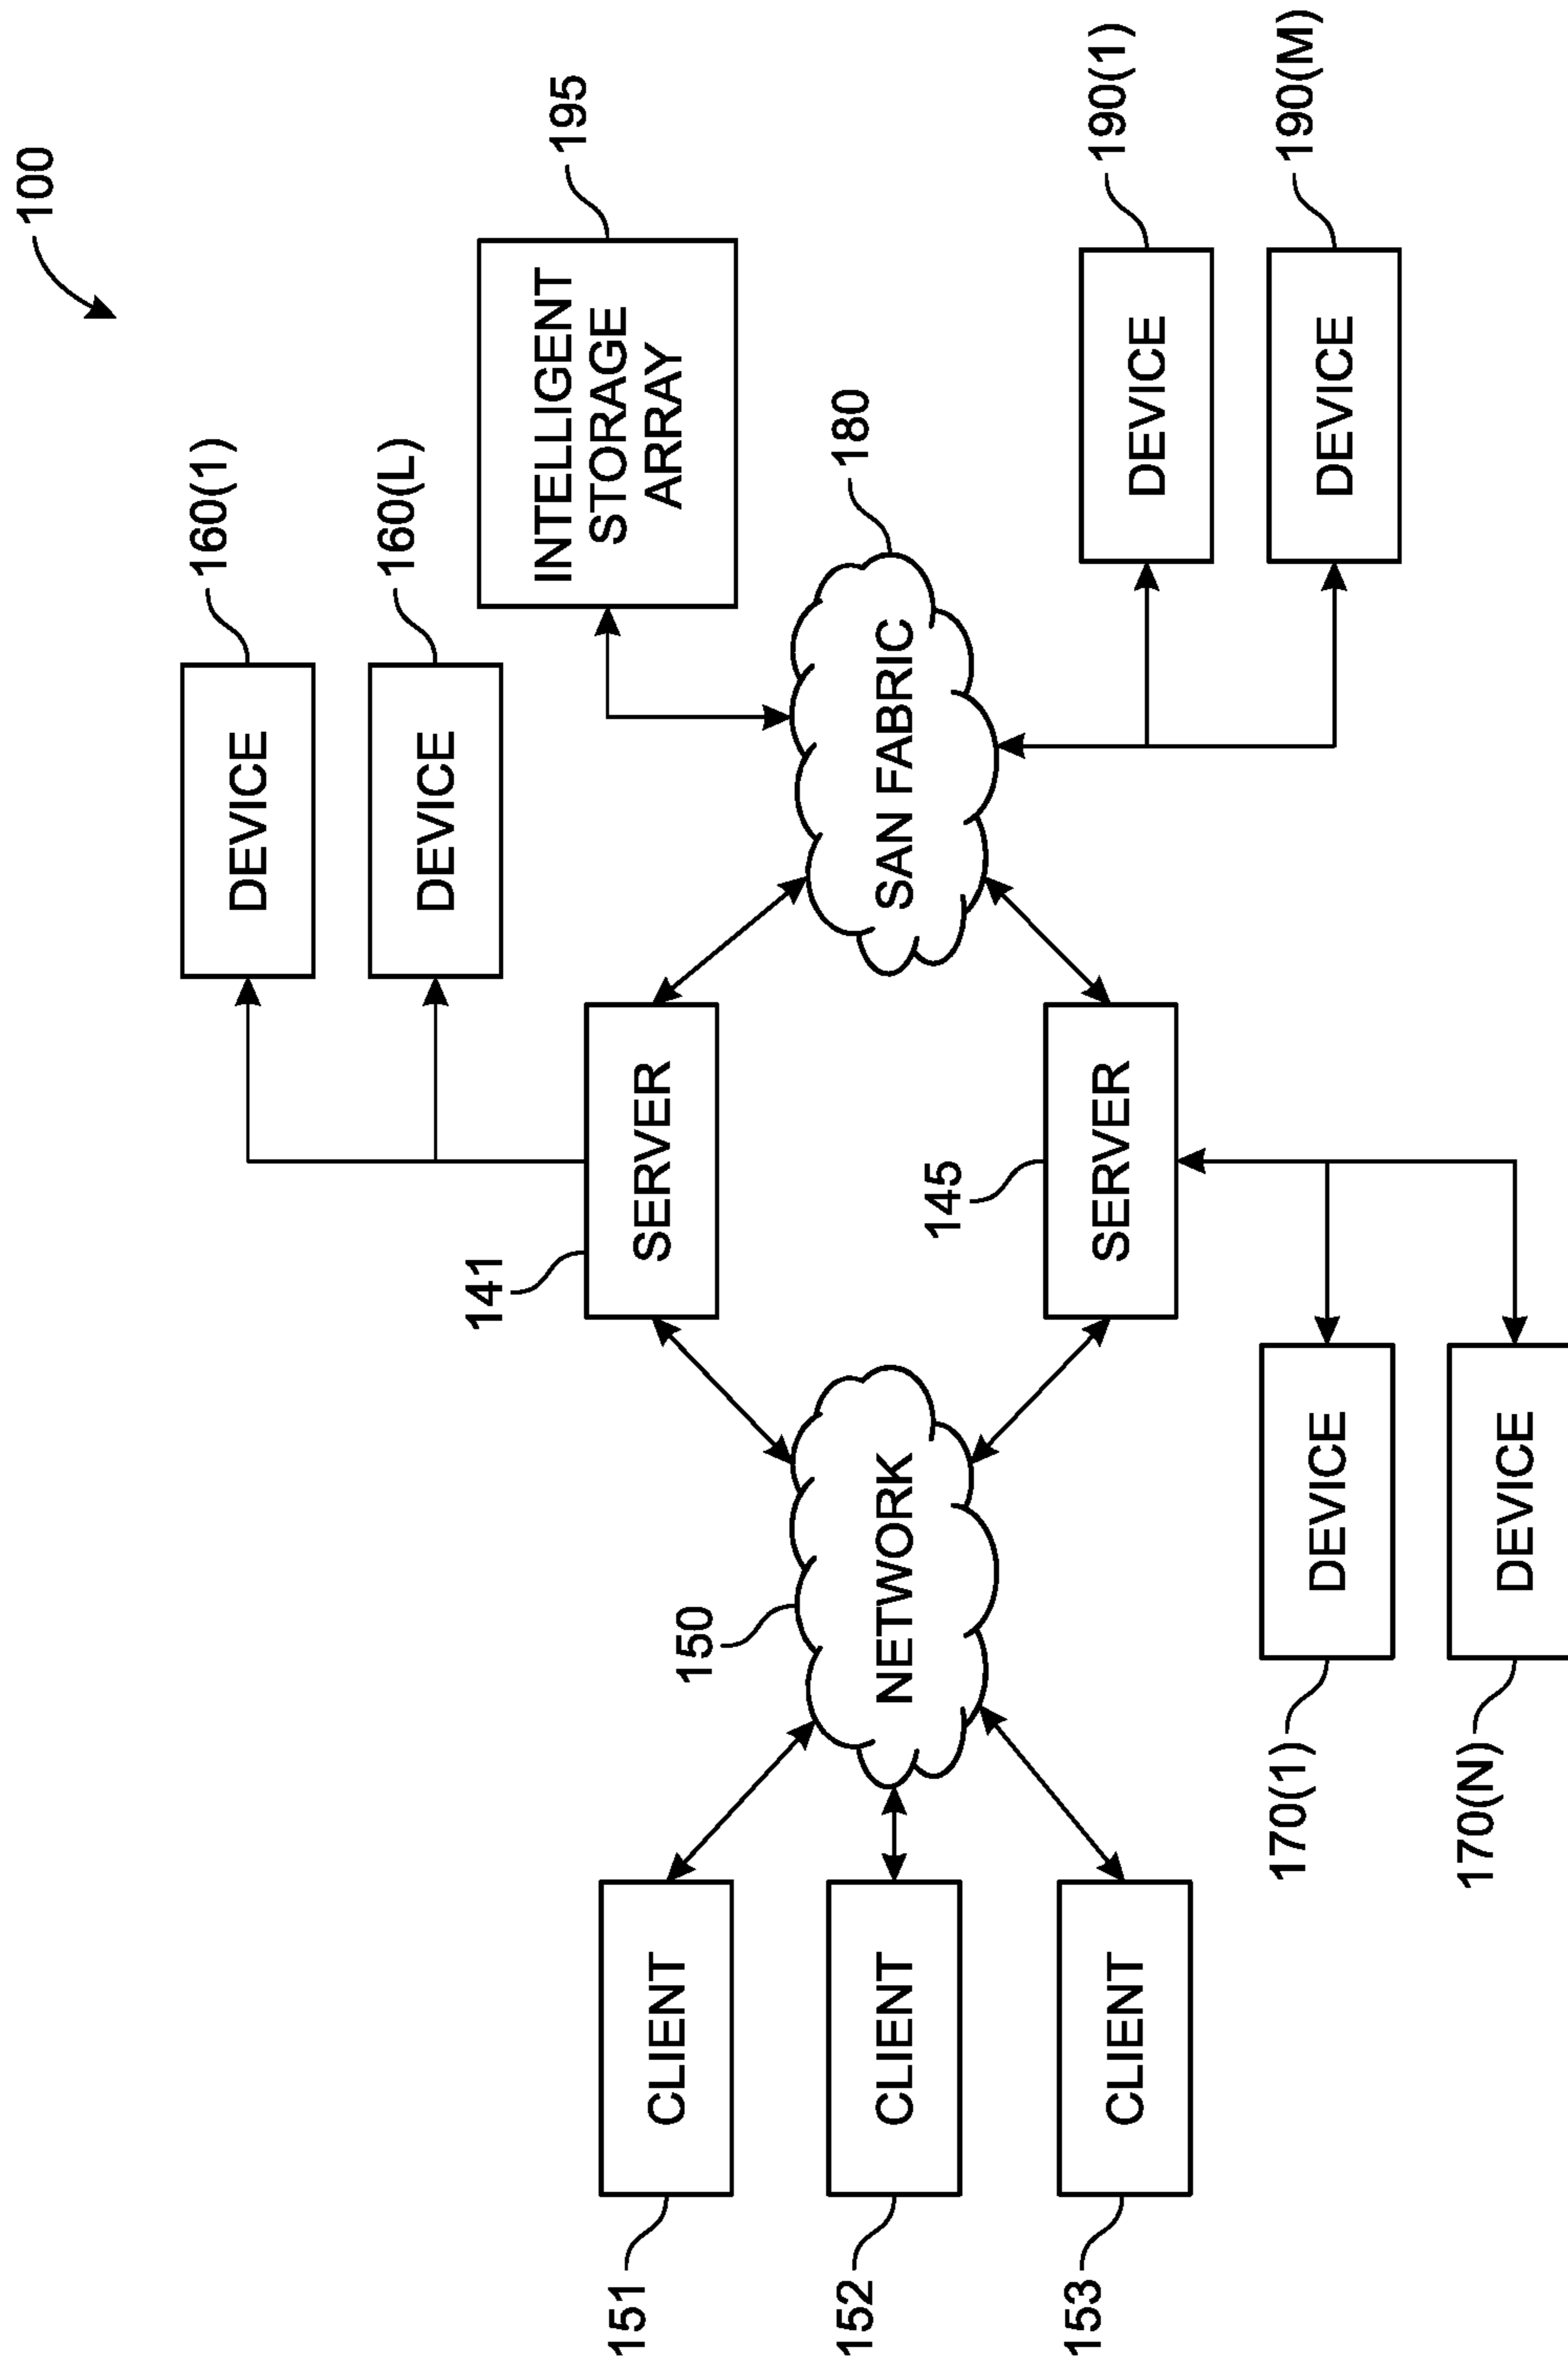 100
160(1)
DEVICE
160(L)
DEVICE
195
INTELLIGENT
STORAGE
ARRAY
141
SERVER
151
CLIENT
150
NETWORK
152
CLIENT
180
SAN FABRIC
145
SERVER
153
CLIENT
190(1)
DEVICE
190(M)
DEVICE
170(1)
DEVICE
170(N)
DEVICE